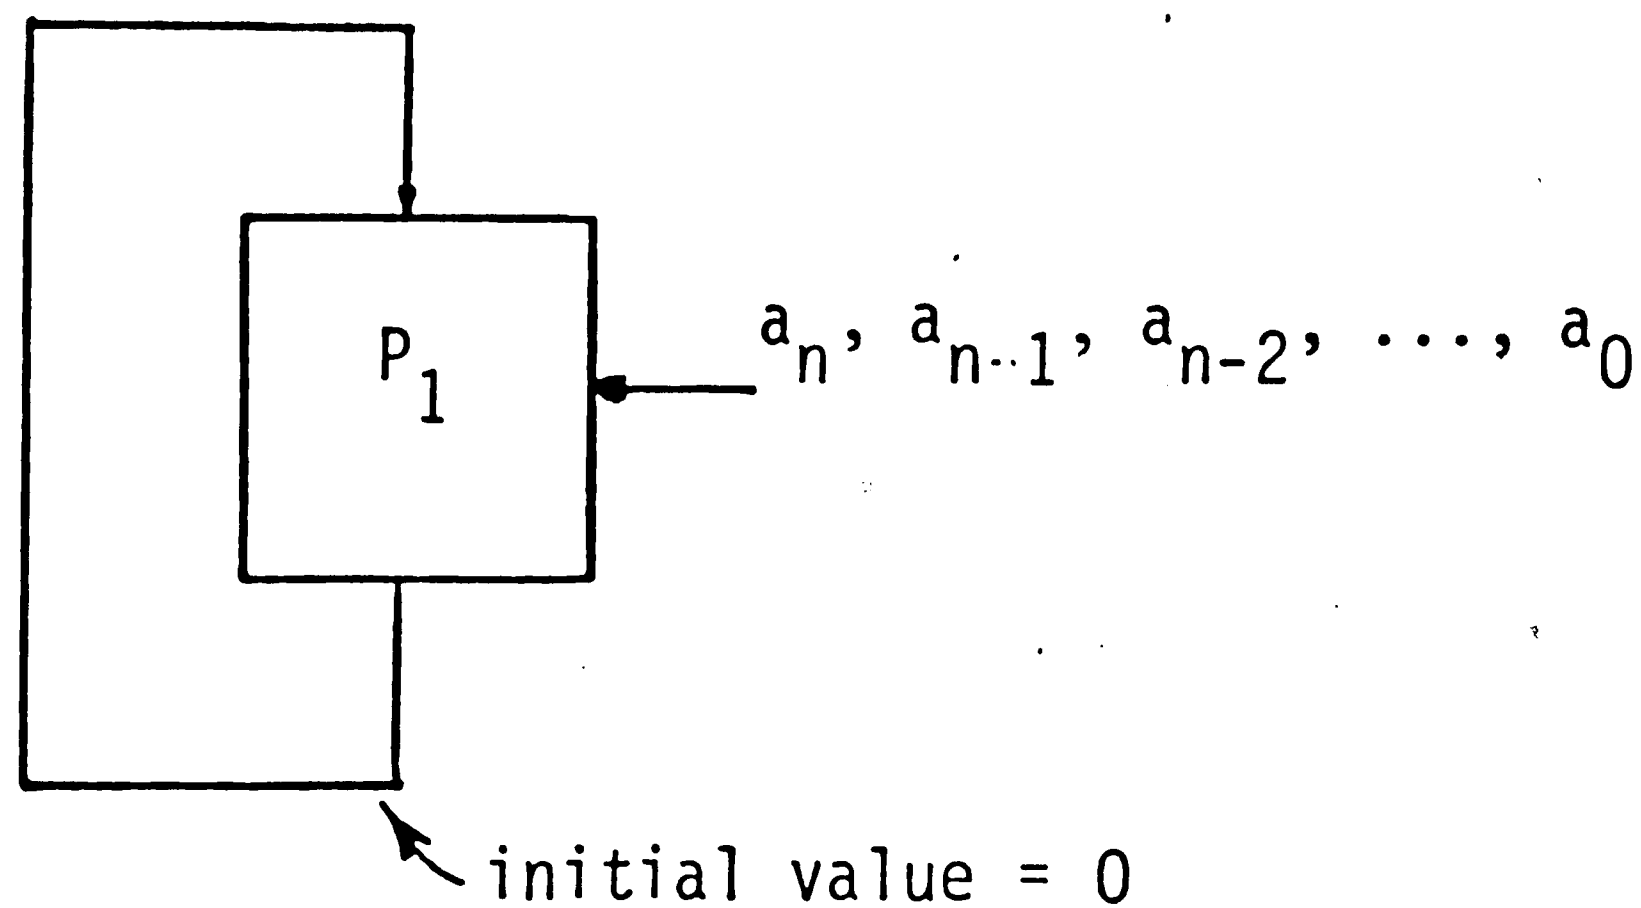 P₁
aₙ, aₙ₋₁, aₙ₋₂, ..., a₀
initial value = 0